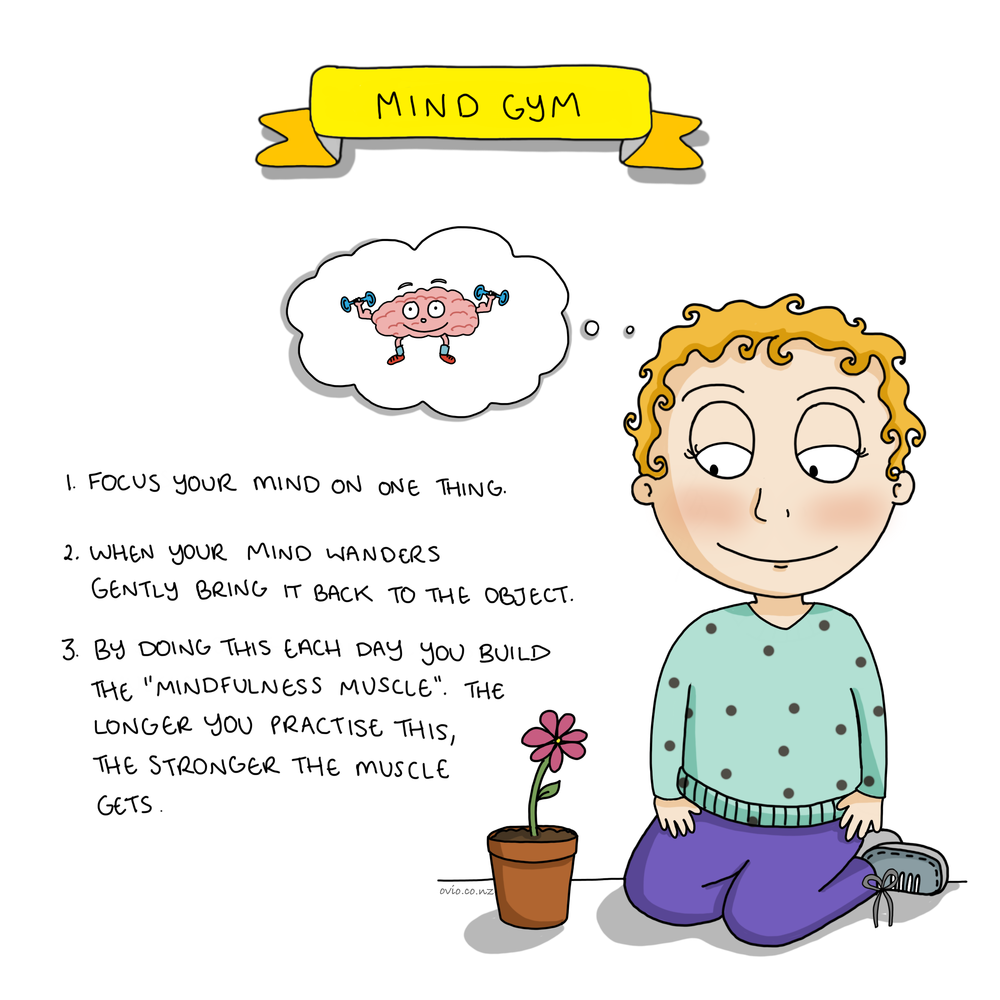 MIND GYM
1. FOCUS YOUR MIND ON ONE THING.
2. WHEN YOUR MIND WANDERS
GENTLY BRING IT BACK TO THE OBJECT.
3. BY DOING THIS EACH DAY YOU BUILD
THE "MINDFULNESS MUSCLE". THE
LONGER YOU PRACTISE THIS,
THE STRONGER THE MUSCLE
GETS.
ovio.co.nz